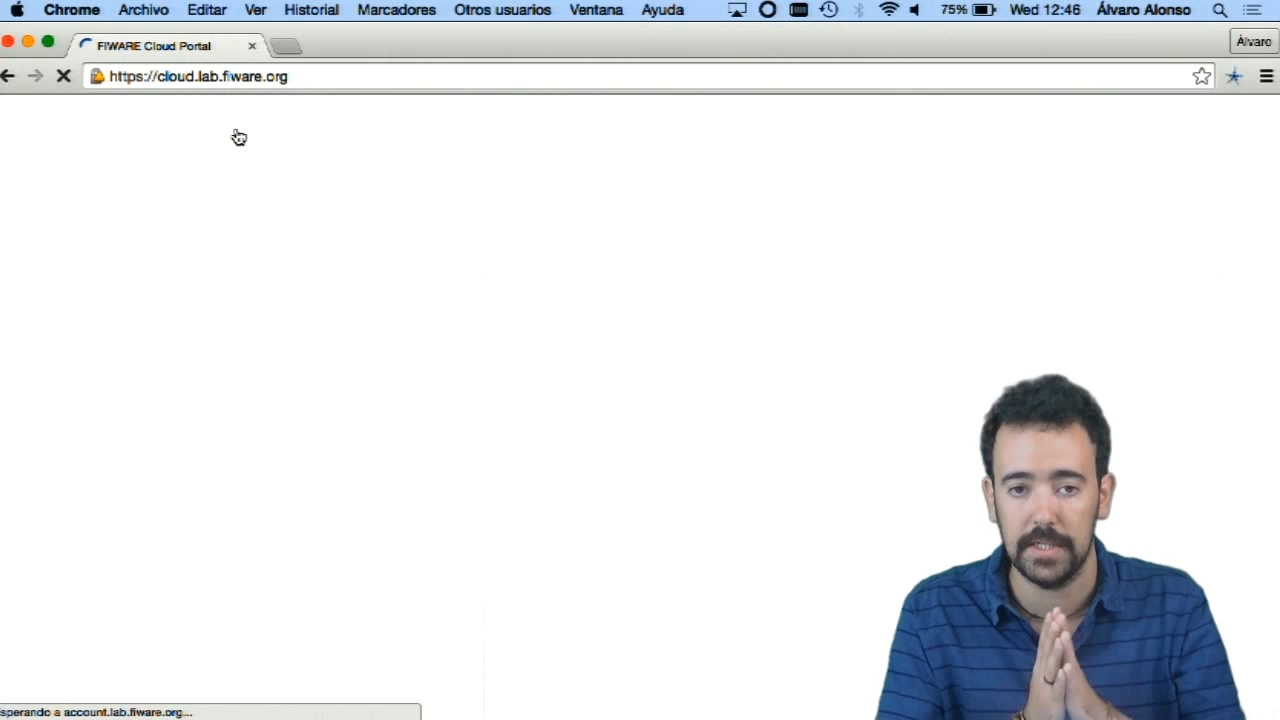 Chrome Archivo Editar Ver Historial Marcadores Otros usuarios Ventana Ayuda 75% Wed 12:46 Álvaro Alonso
FIWARE Cloud Portal Álvaro
https://cloud.lab.fiware.org
sperando a account.lab.fiware.org...